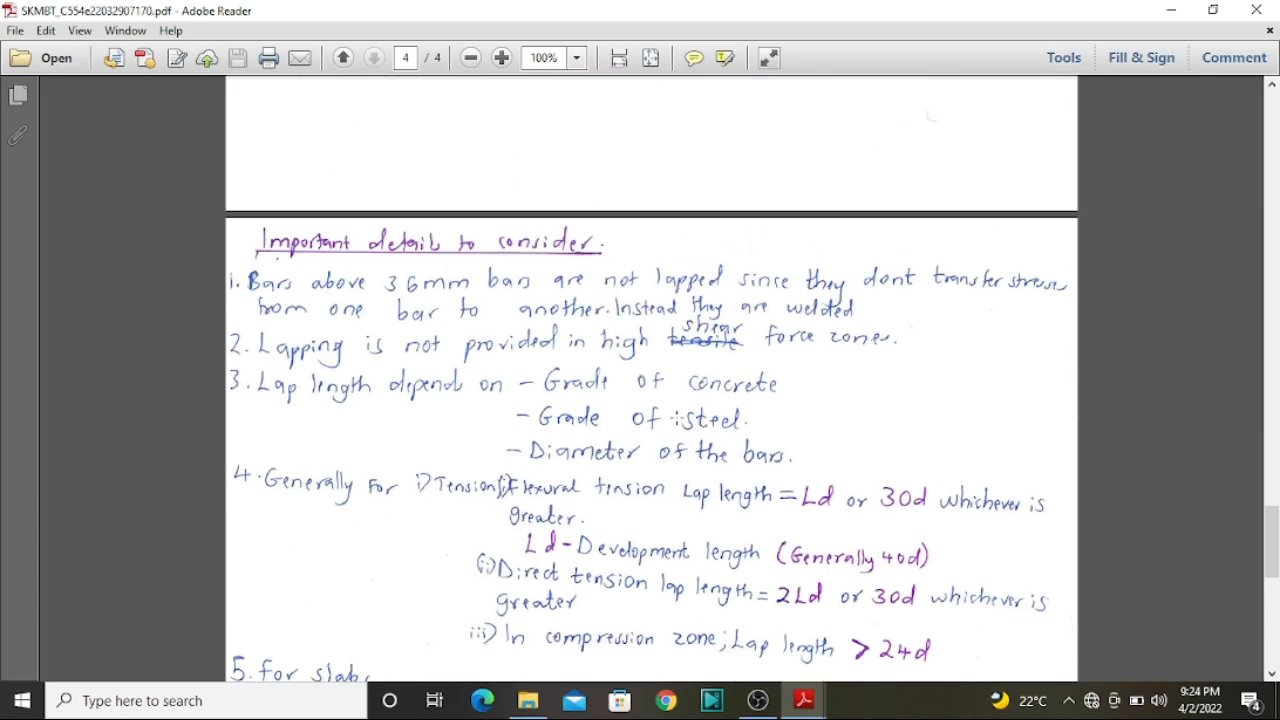 SKMBT_C554e22032907170.pdf - Adobe Reader
File Edit View Window Help
Open 4 / 4 100% Tools Fill & Sign Comment
Important detail to consider.
1. Bars above 36mm bars are not lapped since they dont transfer stresses
from one bar to another. Instead they are welded
2. Lapping is not provided in high tensile shear force zones.
3. Lap length depend on - Grade of concrete
- Grade of steel.
- Diameter of the bars.
4. Generally For i) Tension i) Flexural tension Lap length = Ld or 30d whichever is
greater.
Ld - Development length (Generally 40d)
ii) Direct tension lap length = 2Ld or 30d whichever is
greater
iii) In compression zone; Lap length > 24d
5. For slabs
Type here to search 22°C 9:24 PM
4/2/2022 4